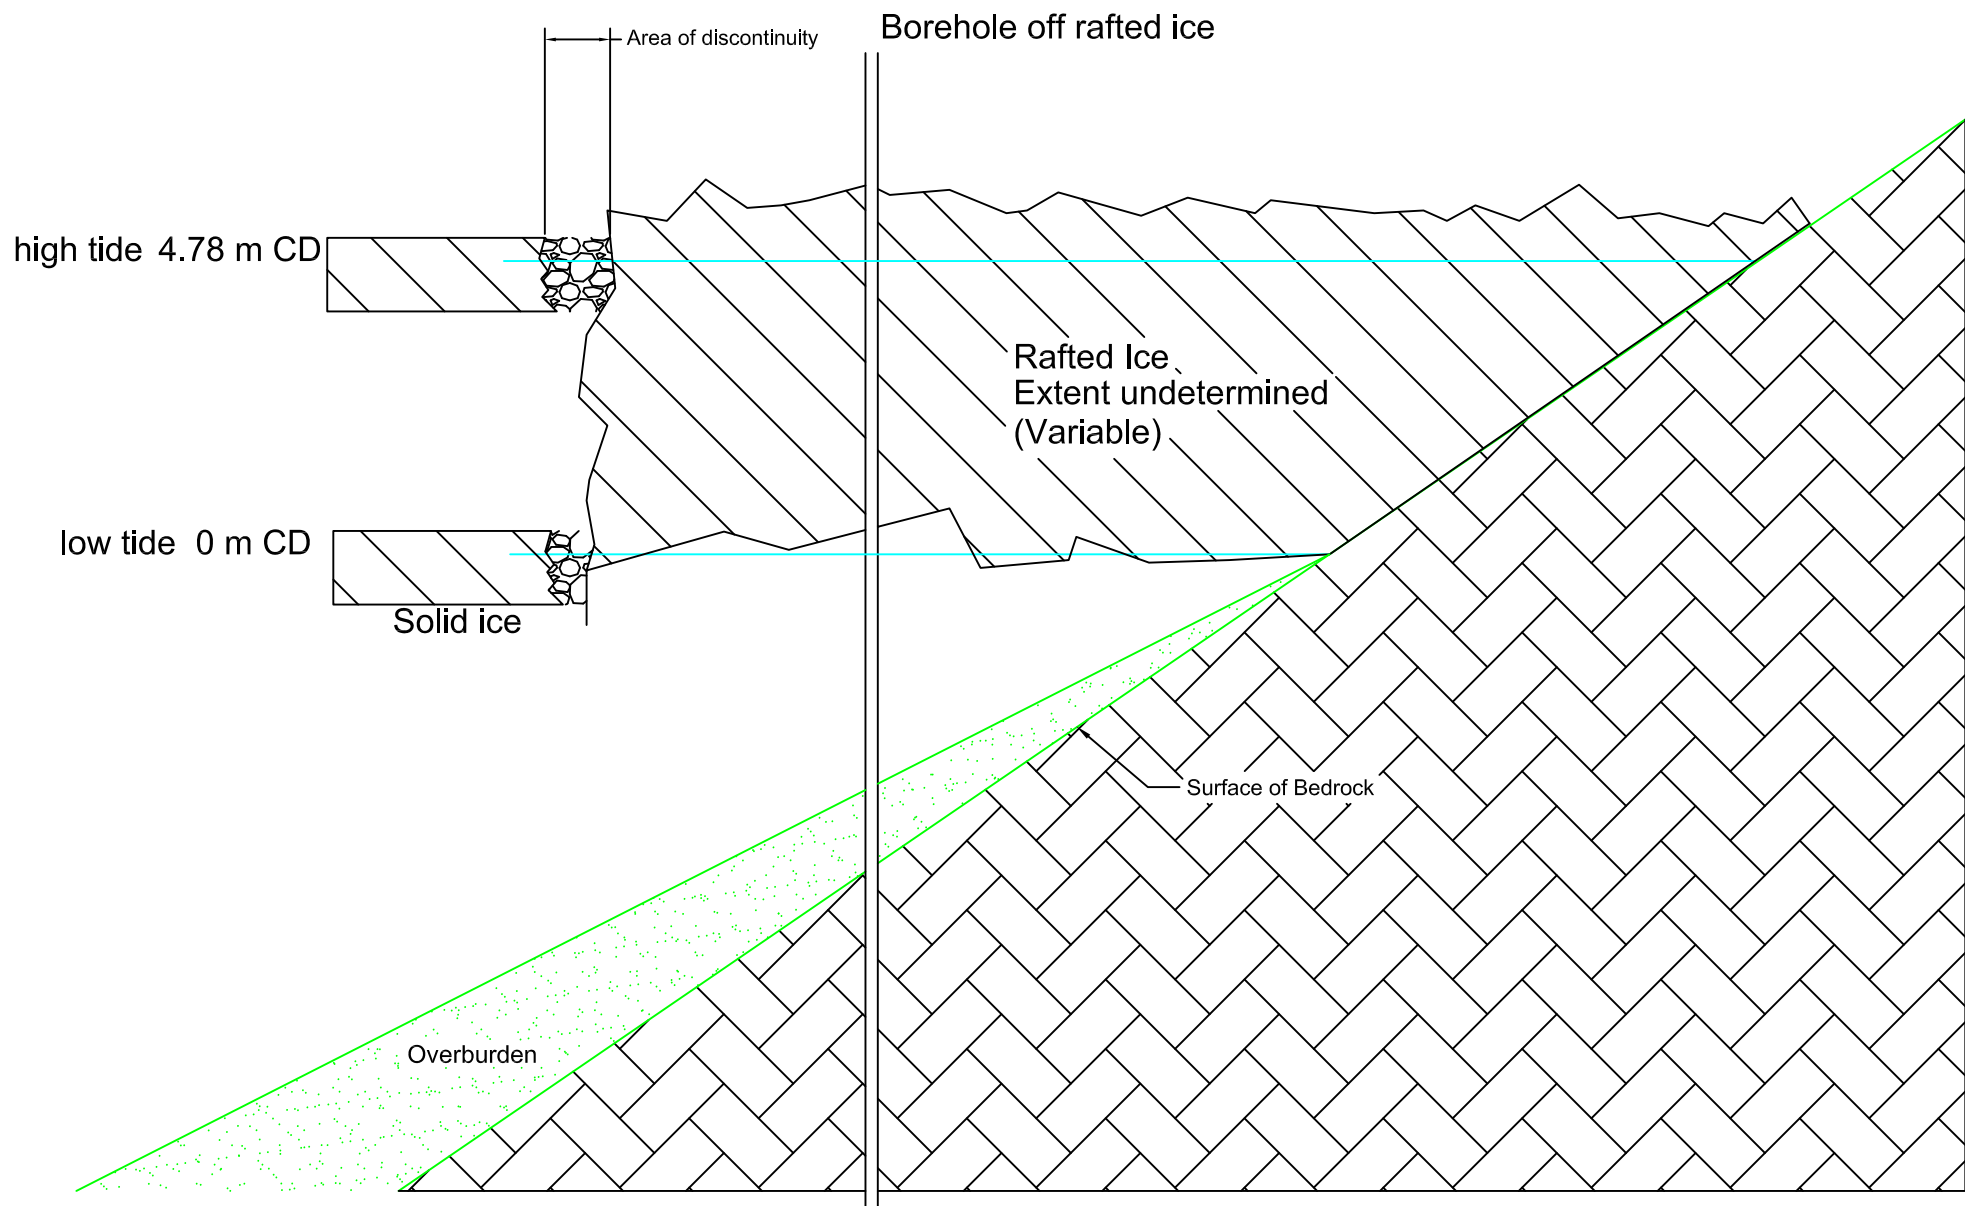 Borehole off rafted ice
Area of discontinuity
high tide 4.78 m CD
Rafted Ice
Extent undetermined
(Variable)
low tide 0 m CD
Solid ice
Surface of Bedrock
Overburden